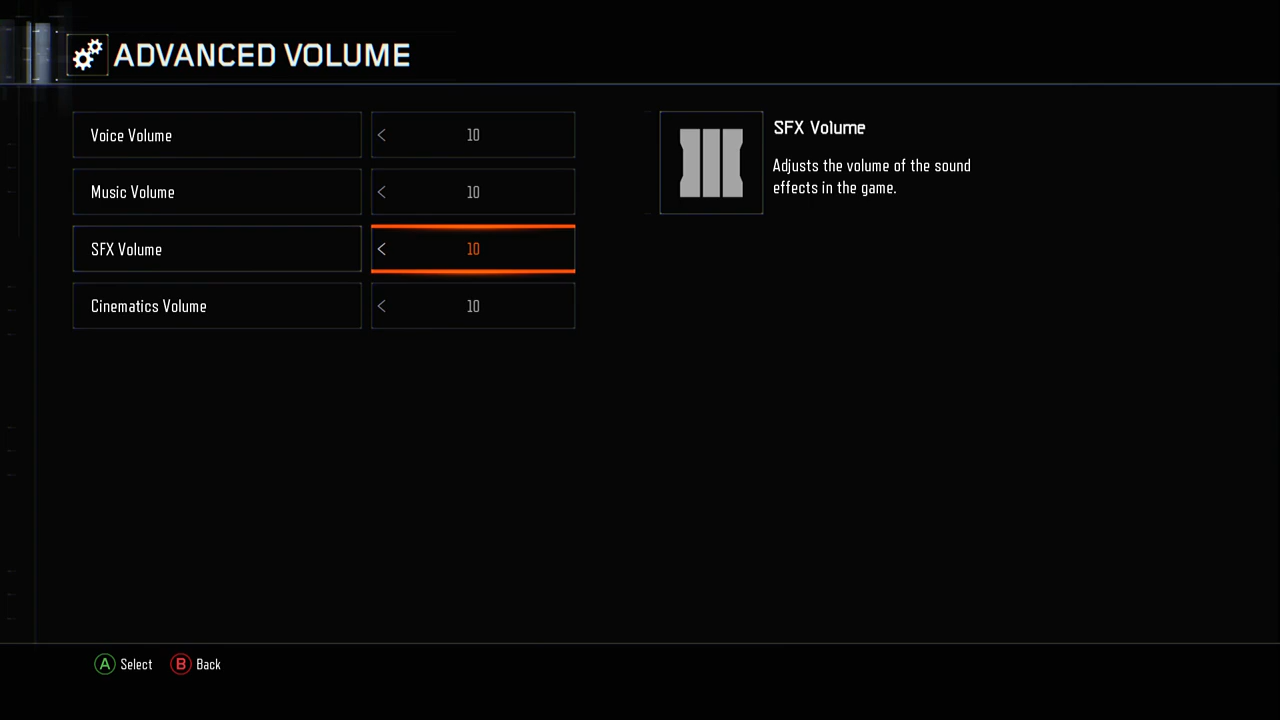 ADVANCED VOLUME
Voice Volume < 10
Music Volume < 10
SFX Volume < 10
Cinematics Volume < 10
SFX Volume
Adjusts the volume of the sound
effects in the game.
A Select B Back